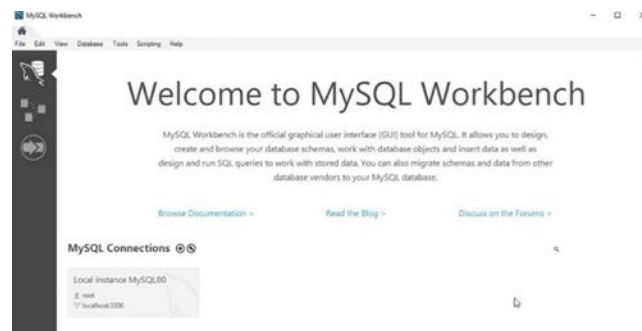 MySQL Workbench
File Edit View Database Tools Scripting Help
Welcome to MySQL Workbench
MySQL Workbench is the official graphical user interface (GUI) tool for MySQL. It allows you to design,
create and browse your database schemas, work with database objects and insert data as well as
design and run SQL queries to work with stored data. You can also migrate schemas and data from other
database vendors to your MySQL database.
Browse Documentation > Read the Blog > Discuss on the Forums >
MySQL Connections
Local instance MySQL80
root
localhost:3306